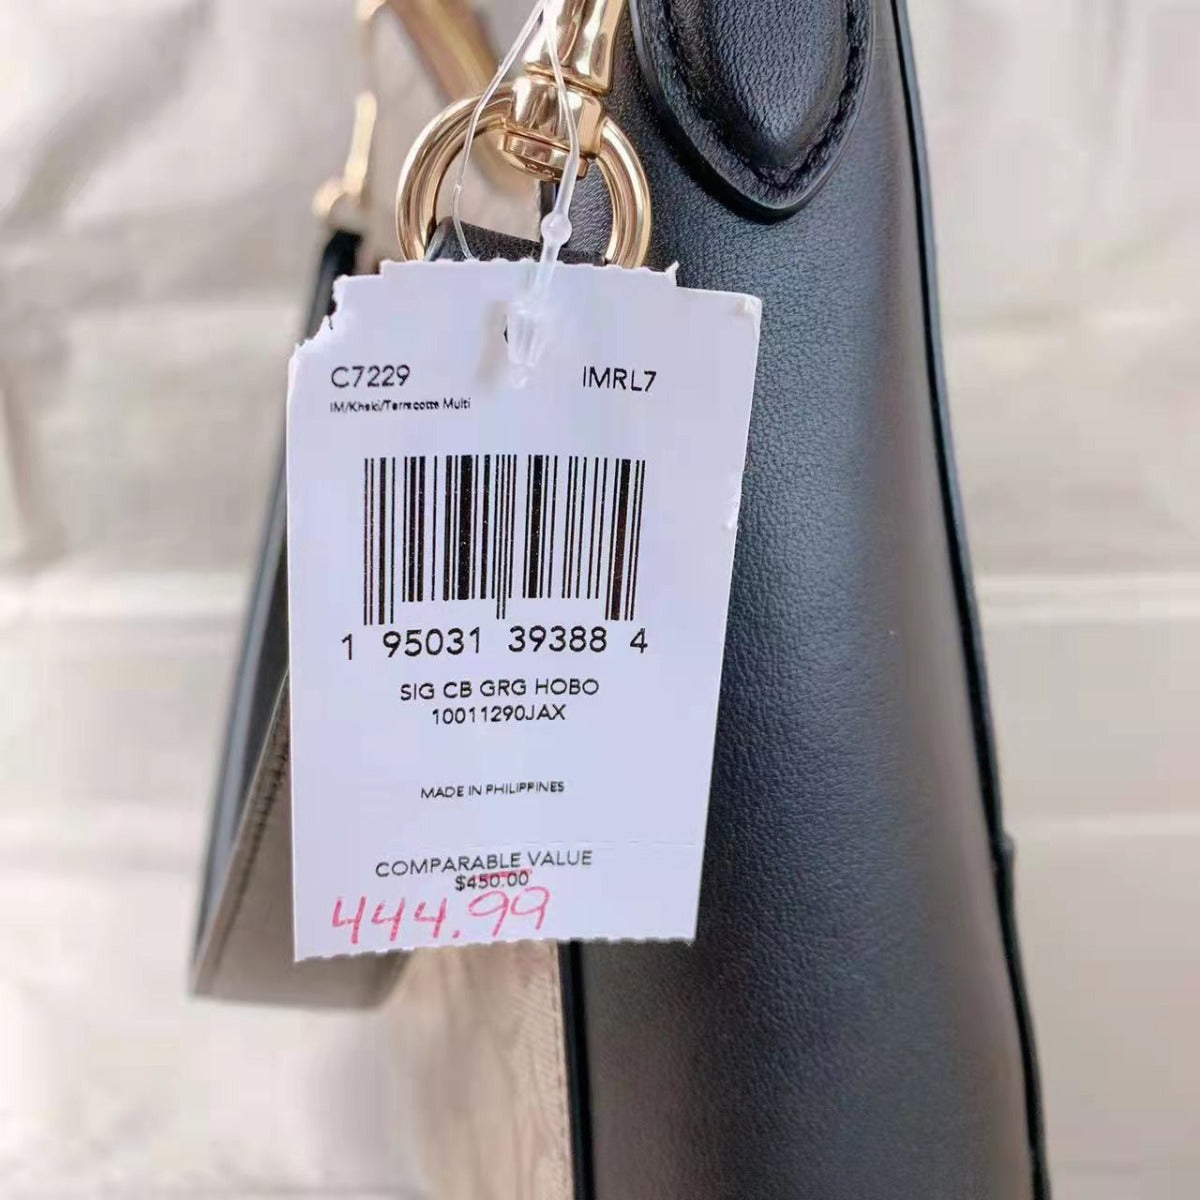 C7229 IMRL7
IM/Khaki/Terracotta Multi
1 95031 39388 4
SIG CB GRG HOBO
10011290JAX
MADE IN PHILIPPINES
COMPARABLE VALUE
$450.00
444.99